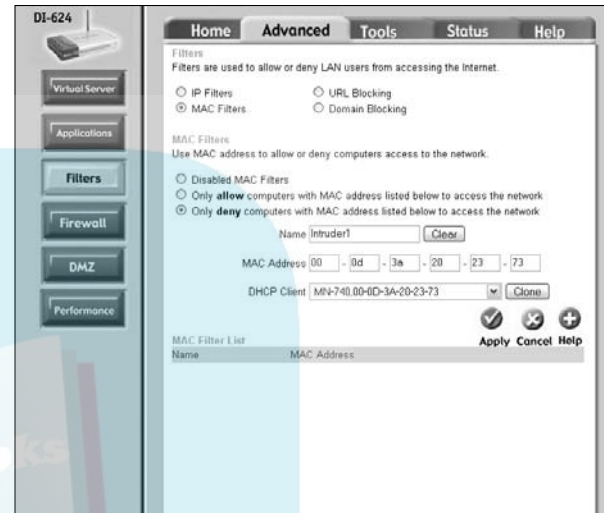 DI-624
Home Advanced Tools Status Help
Filters
Filters are used to allow or deny LAN users from accessing the Internet.
IP Filters URL Blocking
MAC Filters Domain Blocking
MAC Filters
Use MAC address to allow or deny computers access to the network.
Disabled MAC Filters
Only allow computers with MAC address listed below to access the network
Only deny computers with MAC address listed below to access the network
Name Intruder1 Clear
MAC Address 00 - 0d - 3a - 20 - 23 - 73
DHCP Client MN-740,00-0D-3A-20-23-73 Clone
Apply Cancel Help
MAC Filter List
Name MAC Address
Virtual Server
Applications
Filters
Firewall
DMZ
Performance